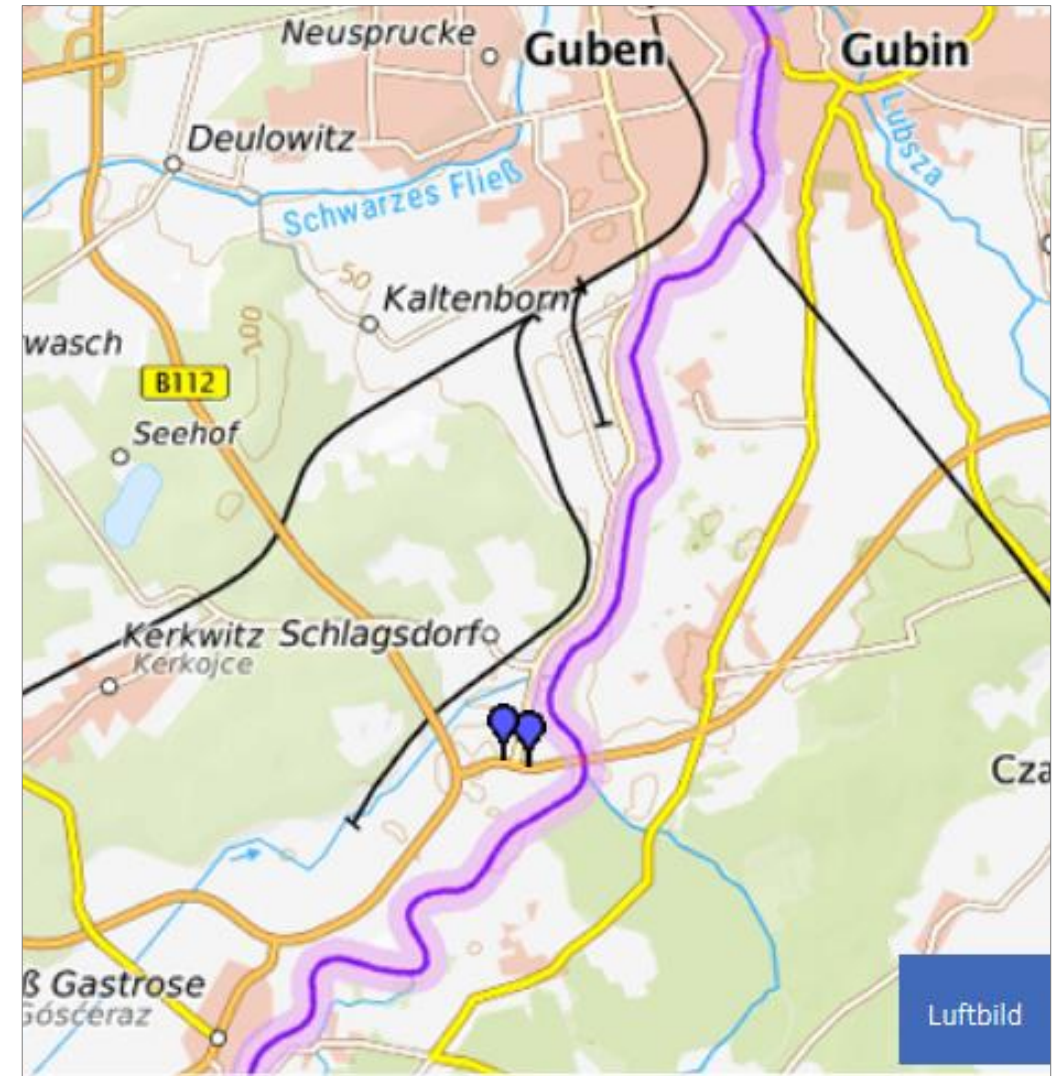 Neusprucke
Guben
Gubin
Deulowitz
Lubsza
Schwarzes Fließ
50
Kaltenborn
100
wasch
B112
Seehof
Kerkwitz
Schlagsdorf
Kerkojce
Cza
ß Gastrose
Gósćeraz
Luftbild